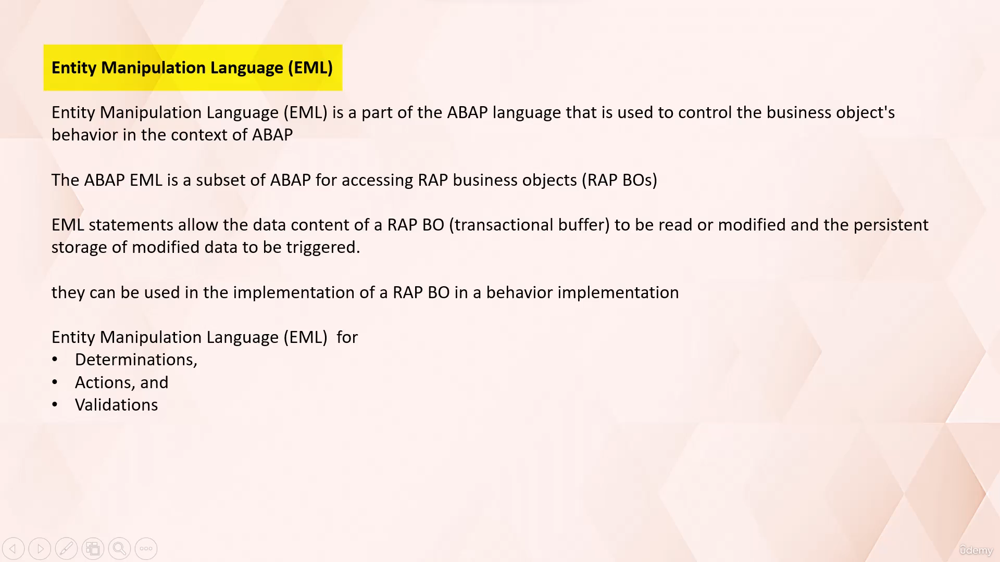 Entity Manipulation Language (EML)
Entity Manipulation Language (EML) is a part of the ABAP language that is used to control the business object's
behavior in the context of ABAP
The ABAP EML is a subset of ABAP for accessing RAP business objects (RAP BOs)
EML statements allow the data content of a RAP BO (transactional buffer) to be read or modified and the persistent
storage of modified data to be triggered.
they can be used in the implementation of a RAP BO in a behavior implementation
Entity Manipulation Language (EML)  for
• Determinations,
• Actions, and
• Validations
ûdemy